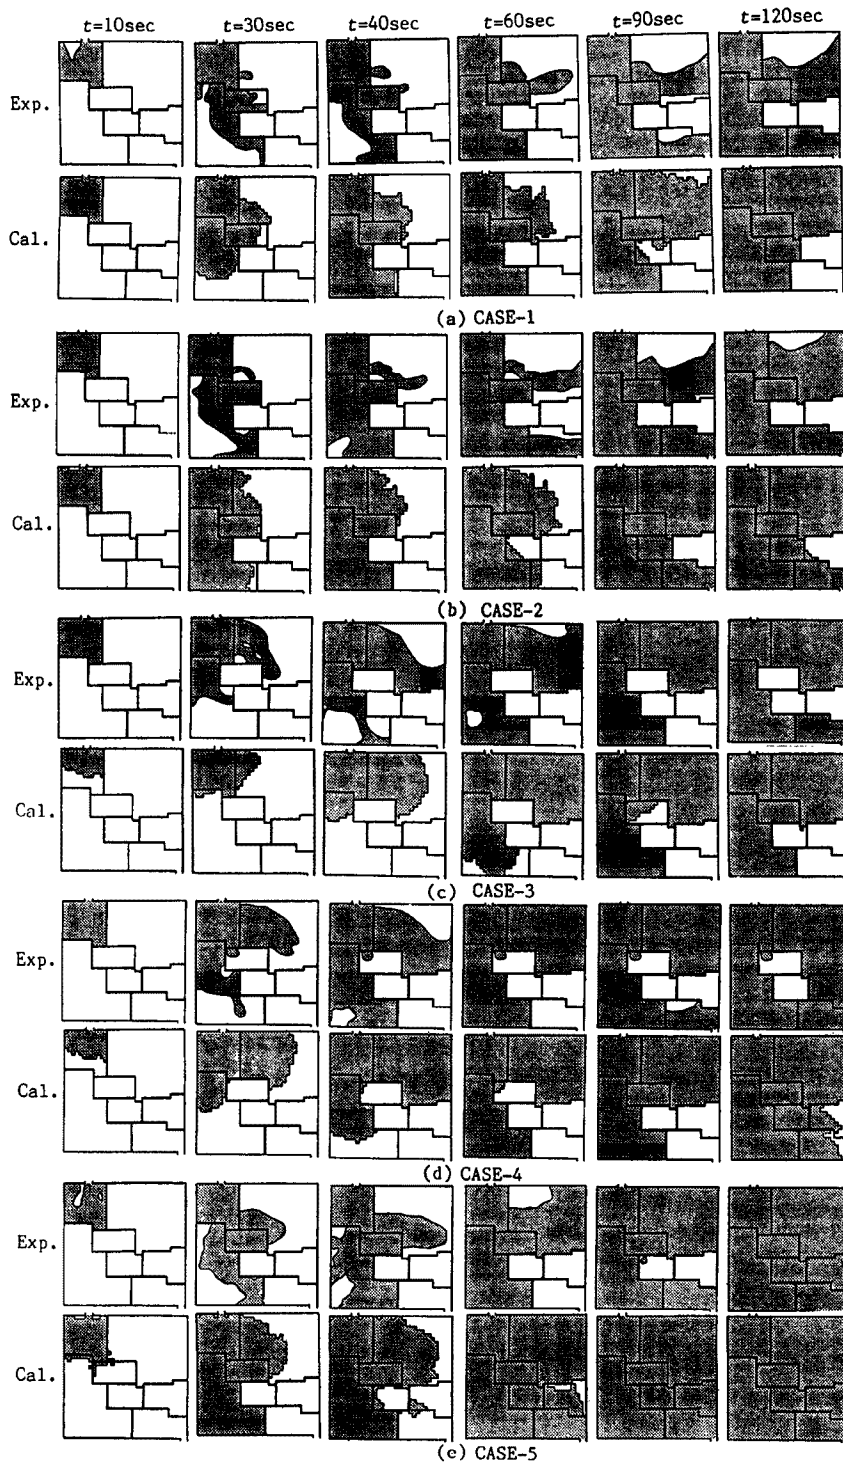 t=10sec t=30sec t=40sec t=60sec t=90sec t=120sec
Exp.
Cal.
(a) CASE-1
Exp.
Cal.
(b) CASE-2
Exp.
Cal.
(c) CASE-3
Exp.
Cal.
(d) CASE-4
Exp.
Cal.
(e) CASE-5